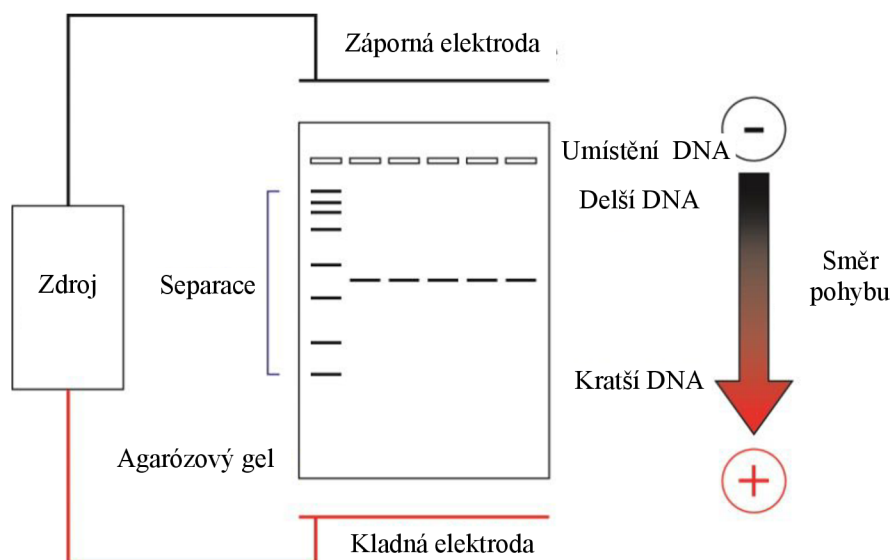 Záporná elektroda
-
Umístění DNA
Delší DNA
Zdroj
Separace
Směr
pohybu
Kratší DNA
Agarózový gel
+
Kladná elektroda